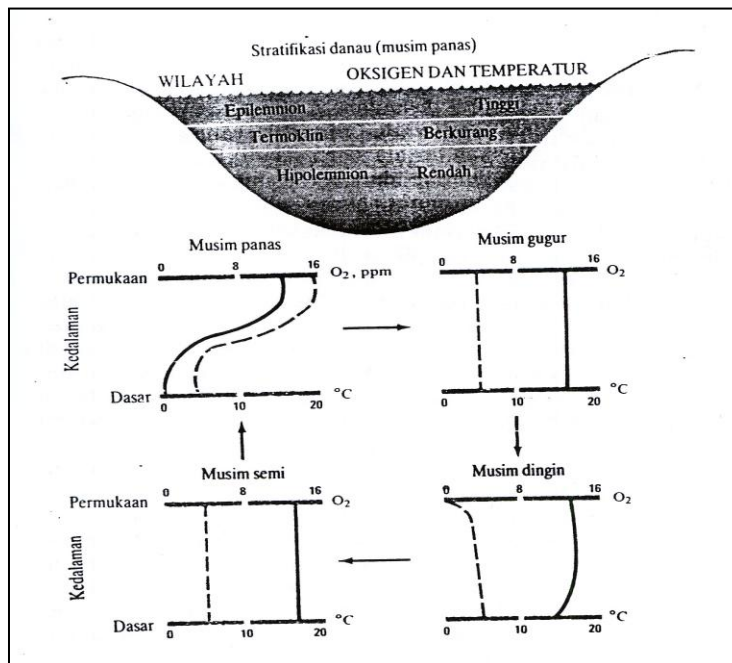 Stratifikasi danau (musim panas)
WILAYAH OKSIGEN DAN TEMPERATUR
Epilemnion Tinggi
Termoklin Berkurang
Hipolemnion Rendah
Musim panas
0 8 16
Permukaan O₂, ppm
Kedalaman
Dasar °C
0 10 20
Musim gugur
0 8 16
O₂
°C
0 10 20
Musim semi
0 8 16
Permukaan O₂
Kedalaman
Dasar °C
0 10 20
Musim dingin
0 8 16
O₂
°C
0 10 20